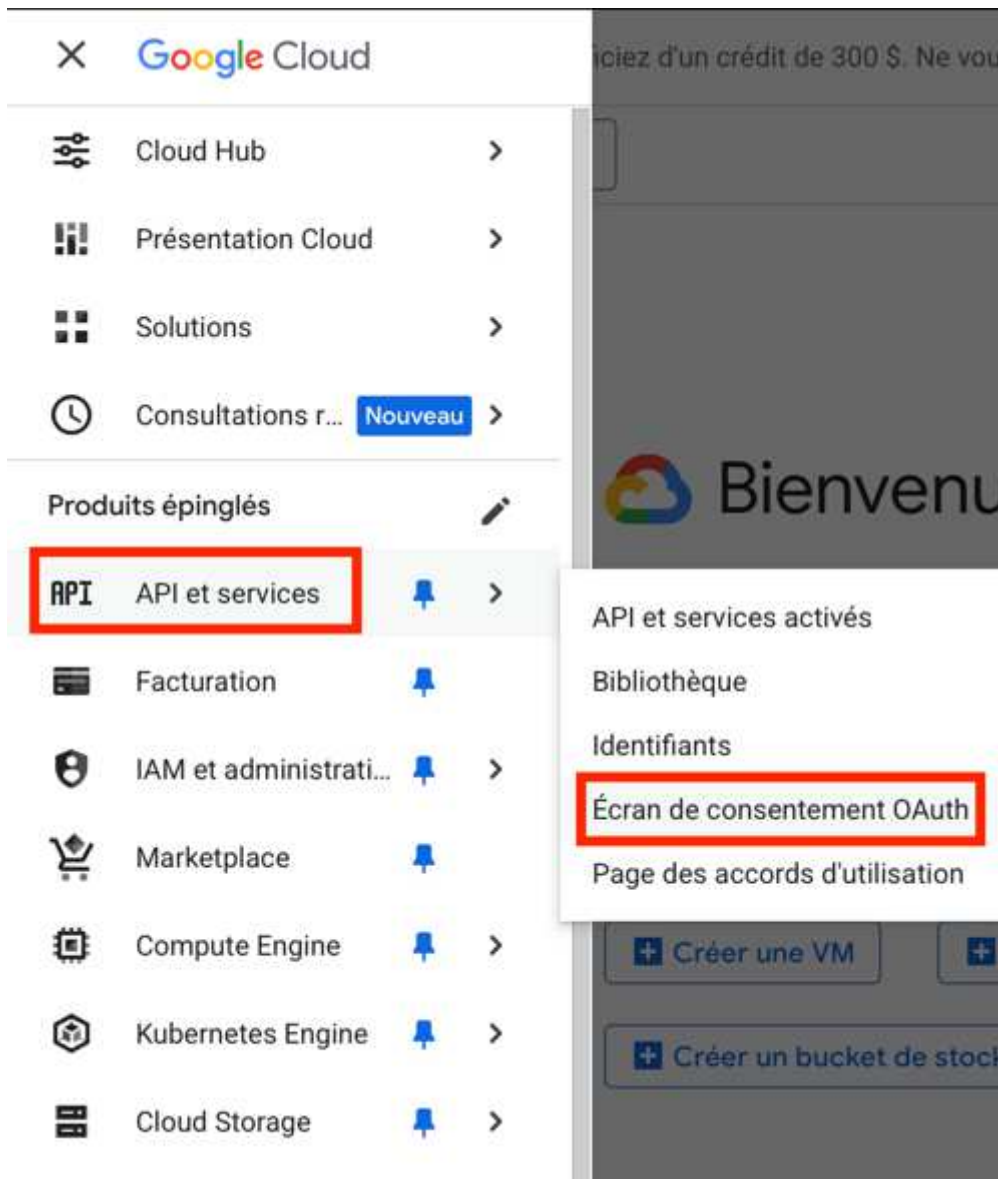 Google Cloud
iciez d'un crédit de 300 $. Ne vou
Cloud Hub
Présentation Cloud
Solutions
Consultations r... Nouveau
Produits épinglés
Bienvenu
API API et services
Facturation
IAM et administrati...
Marketplace
Compute Engine
Kubernetes Engine
Cloud Storage
API et services activés
Bibliothèque
Identifiants
Écran de consentement OAuth
Page des accords d'utilisation
Créer une VM
Créer un bucket de stock